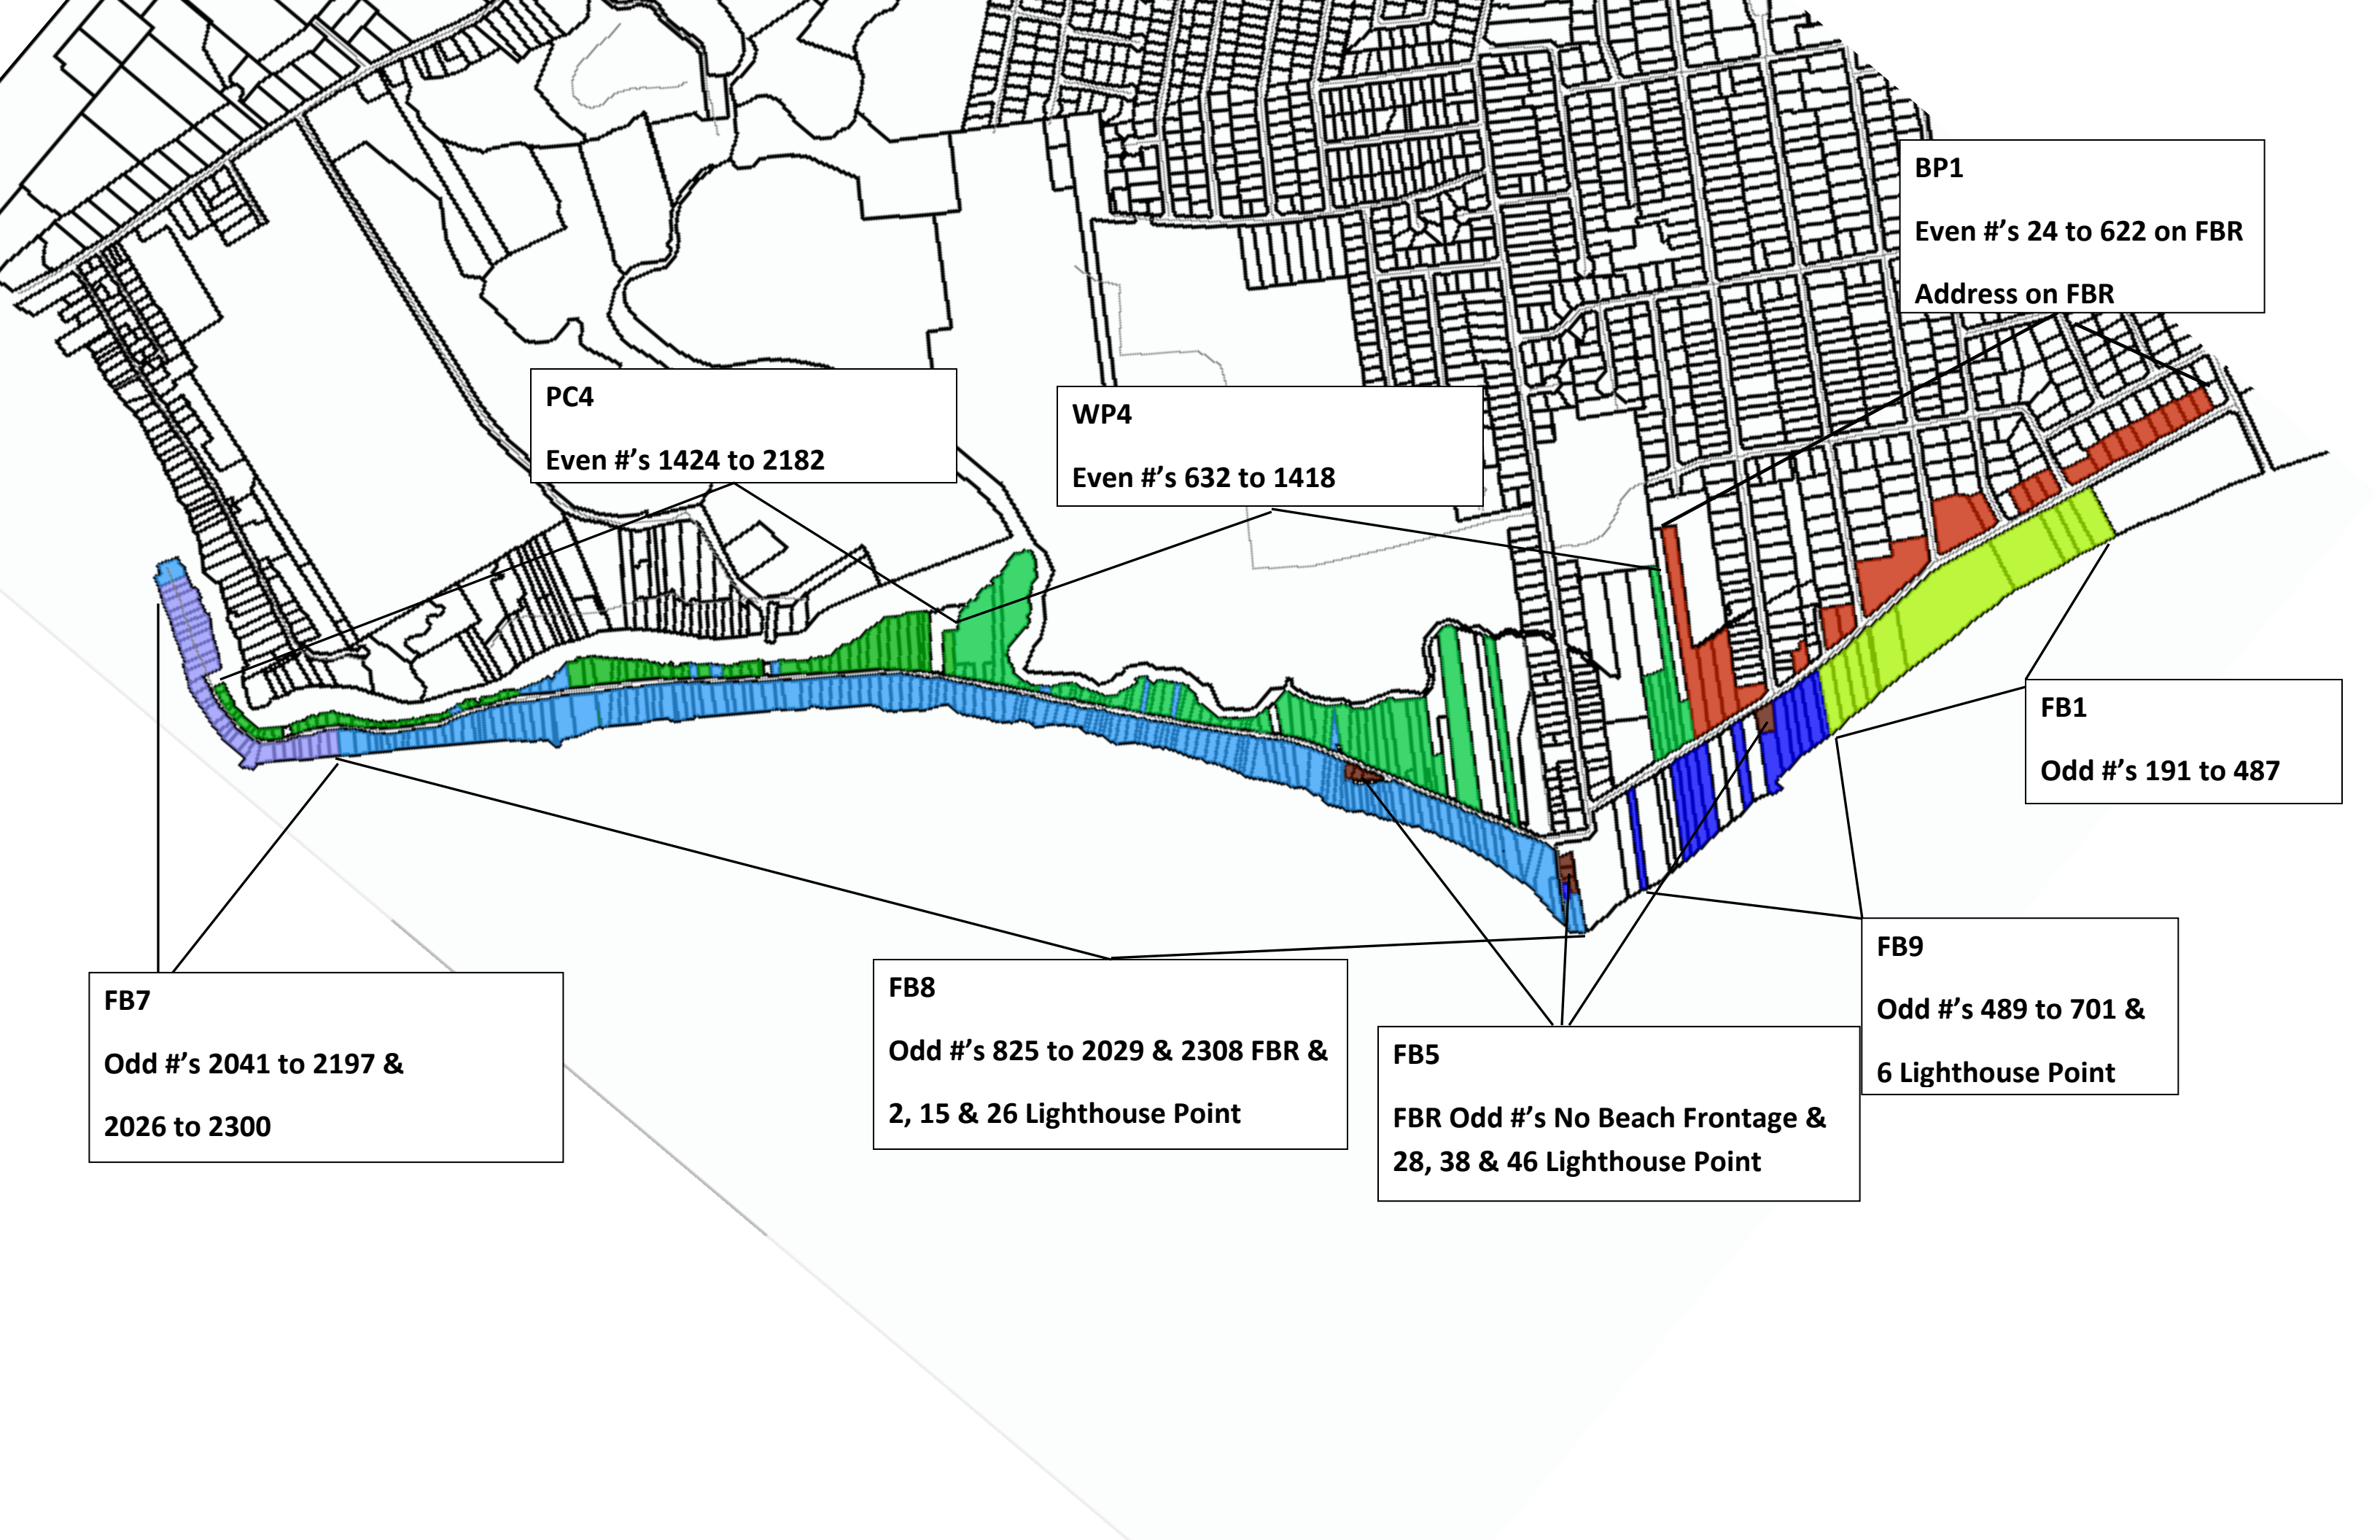 BP1
Even #’s 24 to 622 on FBR
Address on FBR
PC4
Even #’s 1424 to 2182
WP4
Even #’s 632 to 1418
FB1
Odd #’s 191 to 487
FB9
Odd #’s 489 to 701 &
6 Lighthouse Point
FB8
Odd #’s 825 to 2029 & 2308 FBR &
2, 15 & 26 Lighthouse Point
FB7
Odd #’s 2041 to 2197 &
2026 to 2300
FB5
FBR Odd #’s No Beach Frontage &
28, 38 & 46 Lighthouse Point